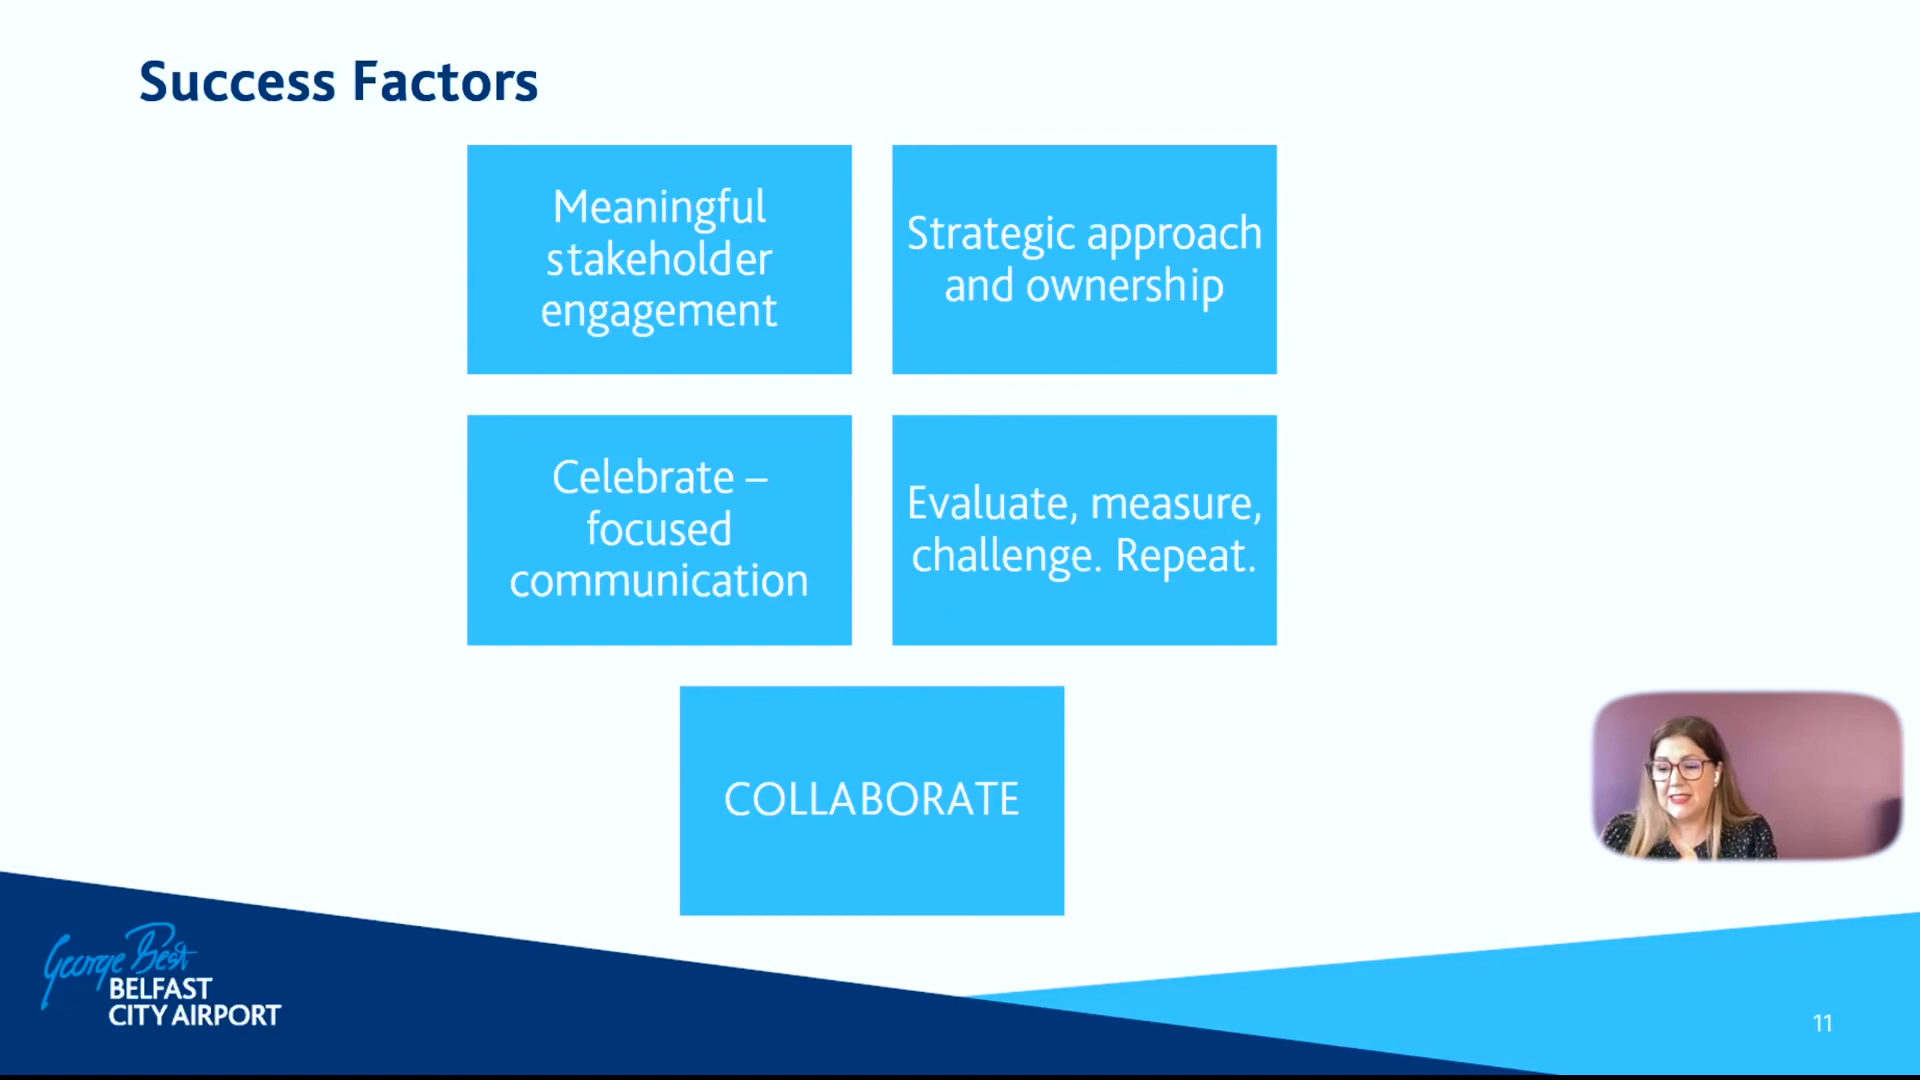 Success Factors
Meaningful
stakeholder
engagement
Strategic approach
and ownership
Celebrate –
focused
communication
Evaluate, measure,
challenge. Repeat.
COLLABORATE
George Best
BELFAST
CITY AIRPORT
11